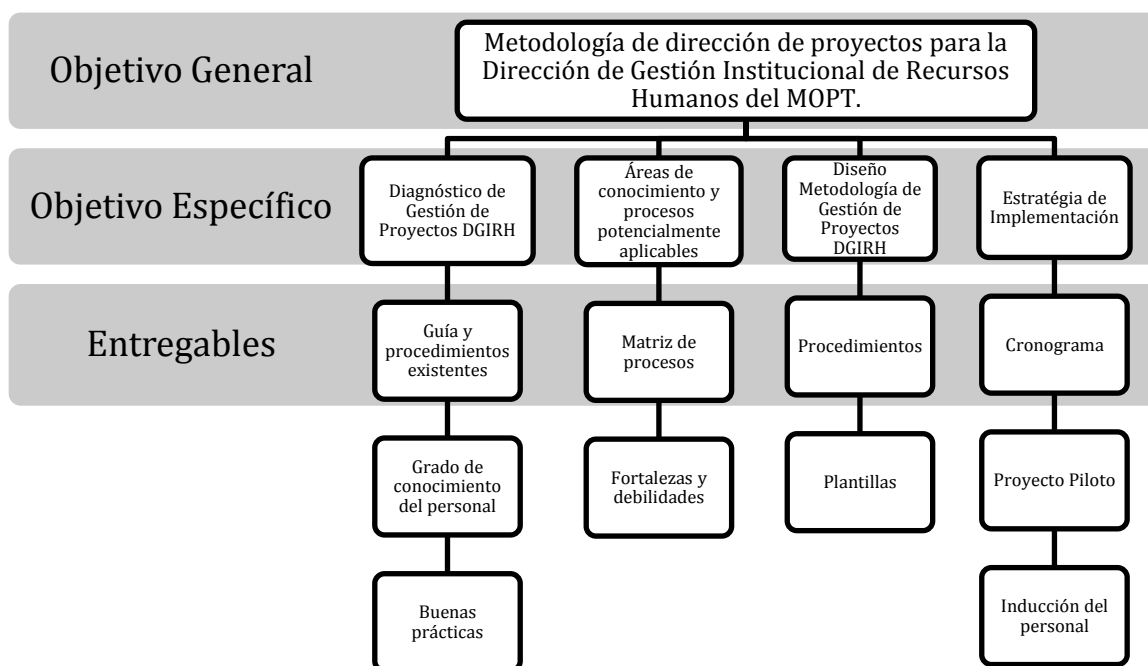 Objetivo General
Metodología de dirección de proyectos para la
Dirección de Gestión Institucional de Recursos
Humanos del MOPT.
Objetivo Específico
Diagnóstico de
Gestión de
Proyectos DGIRH
Áreas de
conocimiento y
procesos
potencialmente
aplicables
Diseño
Metodología de
Gestión de
Proyectos
DGIRH
Estratégia de
Implementación
Entregables
Guía y
procedimientos
existentes
Matriz de
procesos
Procedimientos
Cronograma
Grado de
conocimiento
del personal
Fortalezas y
debilidades
Plantillas
Proyecto Piloto
Buenas
prácticas
Inducción del
personal